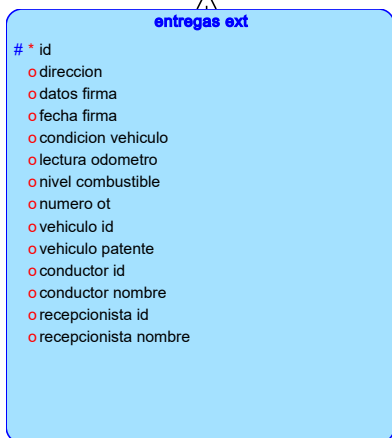 entregas ext
# * id
o direccion
o datos firma
o fecha firma
o condicion vehiculo
o lectura odometro
o nivel combustible
o numero ot
o vehiculo id
o vehiculo patente
o conductor id
o conductor nombre
o recepcionista id
o recepcionista nombre